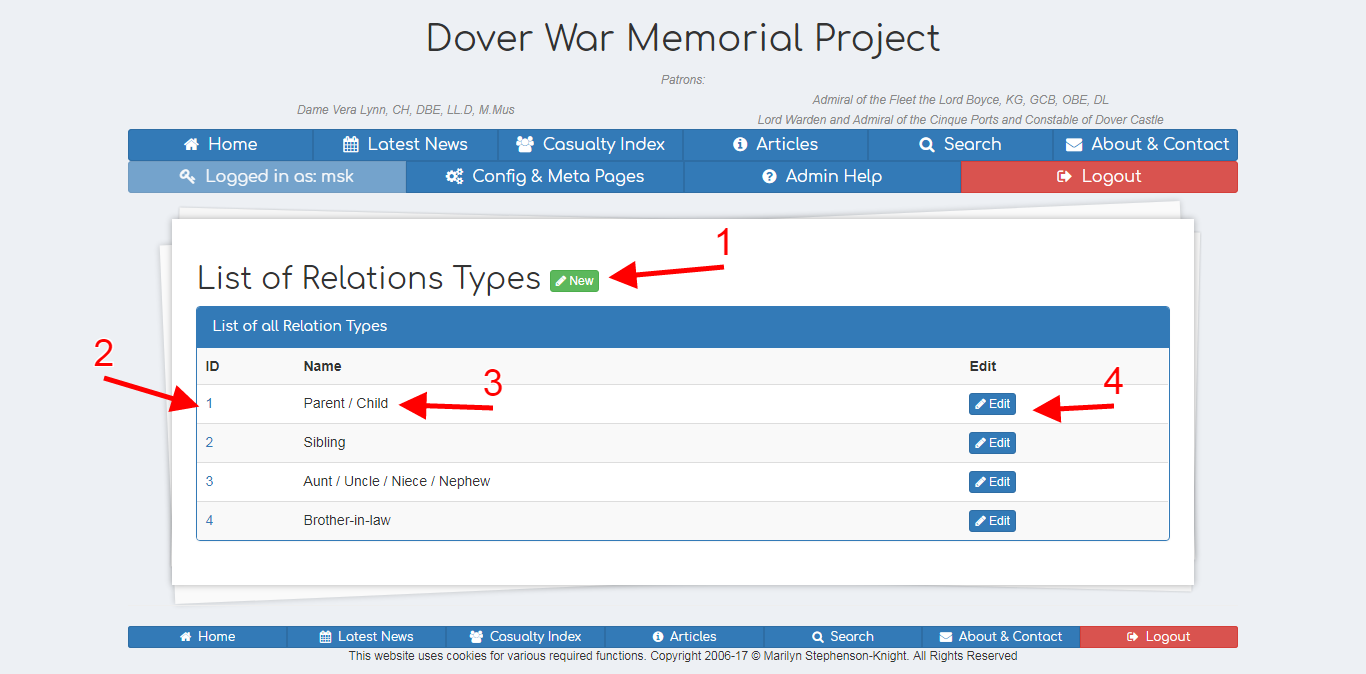 Dover War Memorial Project
Patrons:
Dame Vera Lynn, CH, DBE, LL.D, M.Mus
Admiral of the Fleet the Lord Boyce, KG, GCB, OBE, DL
Lord Warden and Admiral of the Cinque Ports and Constable of Dover Castle
Home Latest News Casualty Index Articles Search About & Contact
Logged in as: msk Config & Meta Pages Admin Help Logout
1
List of Relations Types New
List of all Relation Types
2
ID Name Edit
3 4
1 Parent / Child Edit
2 Sibling Edit
3 Aunt / Uncle / Niece / Nephew Edit
4 Brother-in-law Edit
Home Latest News Casualty Index Articles Search About & Contact Logout
This website uses cookies for various required functions. Copyright 2006-17 © Marilyn Stephenson-Knight. All Rights Reserved